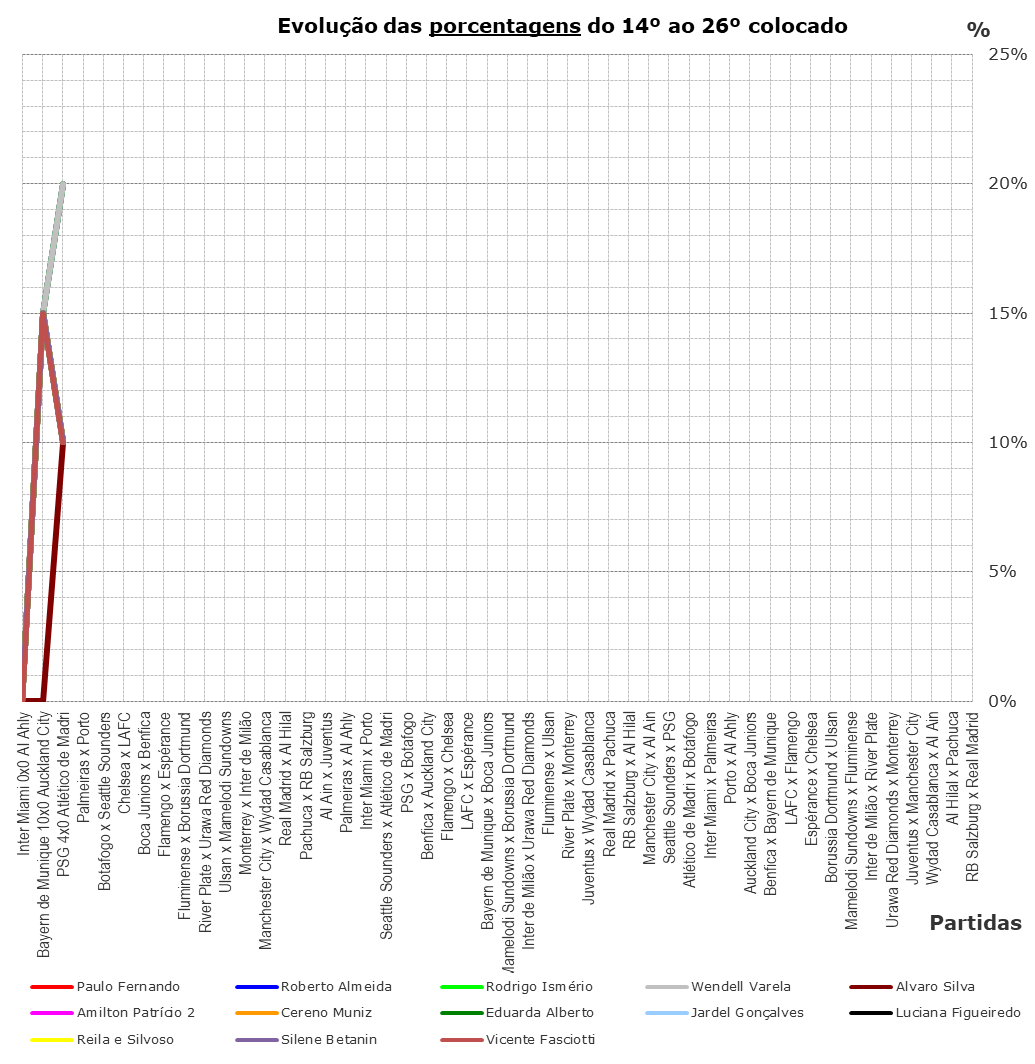 Evolução das porcentagens do 14º ao 26º colocado
%
25%
20%
15%
10%
5%
0%
Inter Miami 0x0 Al Ahly
Bayern de Munique 10x0 Auckland City
PSG 4x0 Atlético de Madri
Palmeiras x Porto
Botafogo x Seattle Sounders
Chelsea x LAFC
Boca Juniors x Benfica
Flamengo x Espérance
Fluminense x Borussia Dortmund
River Plate x Urawa Red Diamonds
Ulsan x Mamelodi Sundowns
Monterrey x Inter de Milão
Manchester City x Wydad Casablanca
Real Madrid x Al Hilal
Pachuca x RB Salzburg
Al Ain x Juventus
Palmeiras x Al Ahly
Inter Miami x Porto
Seattle Sounders x Atlético de Madri
PSG x Botafogo
Benfica x Auckland City
Flamengo x Chelsea
LAFC x Espérance
Bayern de Munique x Boca Juniors
Mamelodi Sundowns x Borussia Dortmund
Inter de Milão x Urawa Red Diamonds
Fluminense x Ulsan
River Plate x Monterrey
Juventus x Wydad Casablanca
Real Madrid x Pachuca
RB Salzburg x Al Hilal
Manchester City x Al Ain
Seattle Sounders x PSG
Atlético de Madri x Botafogo
Inter Miami x Palmeiras
Porto x Al Ahly
Auckland City x Boca Juniors
Benfica x Bayern de Munique
LAFC x Flamengo
Espérance x Chelsea
Borussia Dortmund x Ulsan
Mamelodi Sundowns x Fluminense
Inter de Milão x River Plate
Urawa Red Diamonds x Monterrey
Juventus x Manchester City
Wydad Casablanca x Al Ain
Al Hilal x Pachuca
RB Salzburg x Real Madrid
Partidas
Paulo Fernando Roberto Almeida Rodrigo Ismério Wendell Varela Alvaro Silva
Amilton Patrício 2 Cereno Muniz Eduarda Alberto Jardel Gonçalves Luciana Figueiredo
Reila e Silvoso Silene Betanin Vicente Fasciotti